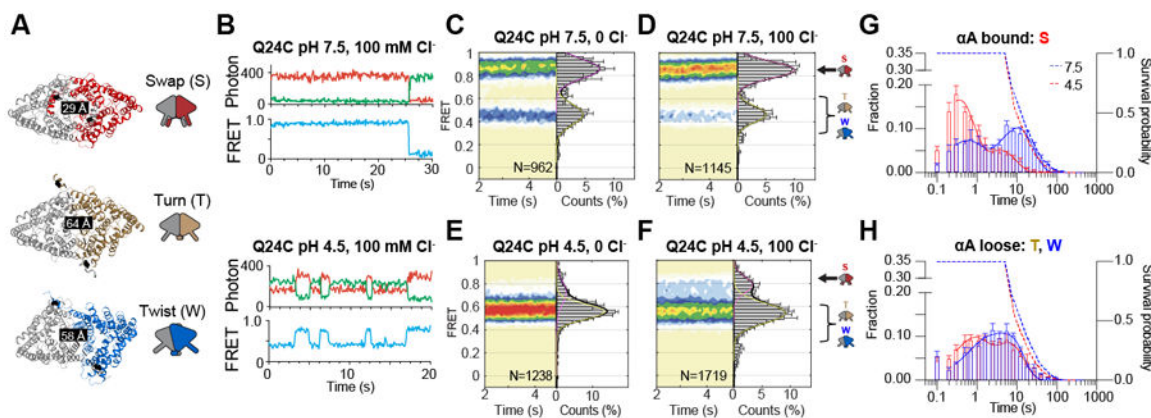 A
29 Å
Swap (S)
64 Å
Turn (T)
58 Å
Twist (W)
B
Q24C pH 7.5, 100 mM Cl-
Photon
400
0
FRET
1.0
0
0 10 20 30
Time (s)
Q24C pH 4.5, 100 mM Cl-
Photon
400
200
0
FRET
1.0
0
0 10 20
Time (s)
C
Q24C pH 7.5, 0 Cl-
FRET
1
0.8
0.6
0.4
0.2
0
N=962
2 4
0 5 10
Time (s) Counts (%)
D
Q24C pH 7.5, 100 Cl-
N=1145
2 4
0 5 10
Time (s) Counts (%)
S
T
W
E
Q24C pH 4.5, 0 Cl-
FRET
1
0.8
0.6
0.4
0.2
0
N=1238
2 4
0 10
Time (s) Counts (%)
F
Q24C pH 4.5, 100 Cl-
1
0.8
0.6
0.4
0.2
0
N=1719
2 4
0 5 10
Time (s) Counts (%)
S
T
W
G
αA bound: S
Fraction
0.35
0.30
0.20
0.10
0.00
7.5
4.5
1.0
0.5
0.0
Survival probability
0.1 1 10 100 1000
Time (s)
H
αA loose: T, W
Fraction
0.35
0.30
0.20
0.10
0.00
1.0
0.5
0.0
Survival probability
0.1 1 10 100 1000
Time (s)